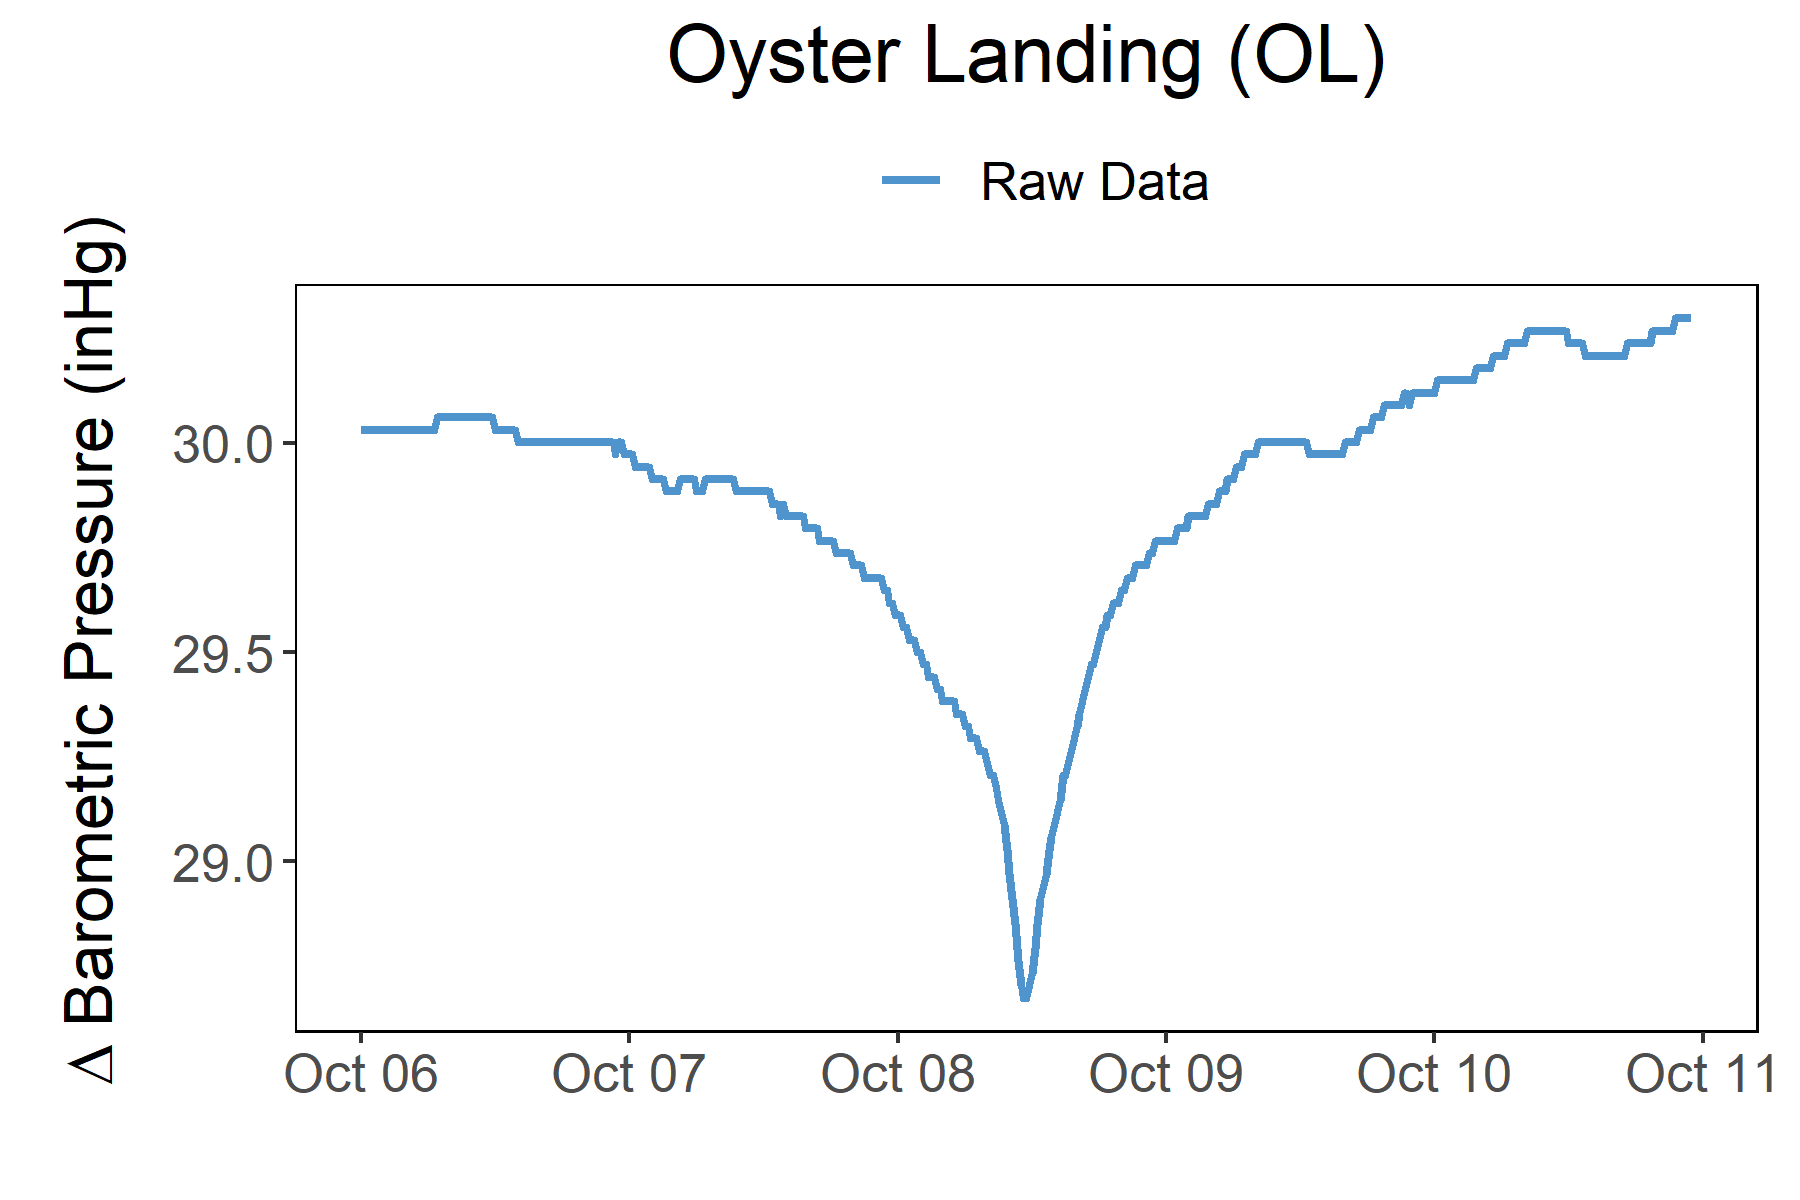 Oyster Landing (OL)
Raw Data
Δ Barometric Pressure (inHg)
30.0
29.5
29.0
Oct 06
Oct 07
Oct 08
Oct 09
Oct 10
Oct 11